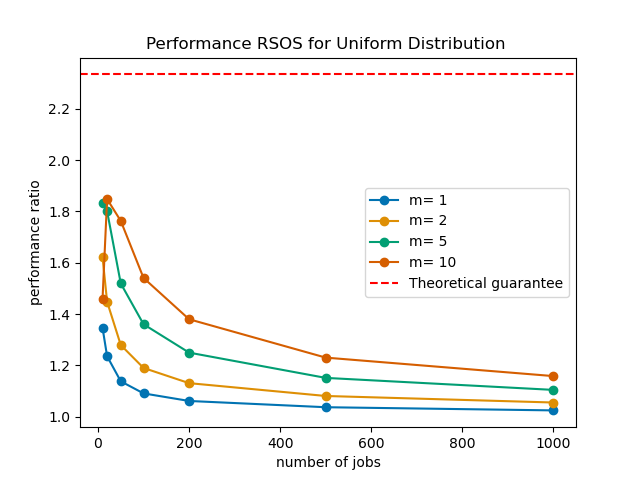 Performance RSOS for Uniform Distribution
performance ratio
2.2
2.0
1.8
1.6
1.4
1.2
1.0
m= 1
m= 2
m= 5
m= 10
Theoretical guarantee
0
200
400
600
800
1000
number of jobs